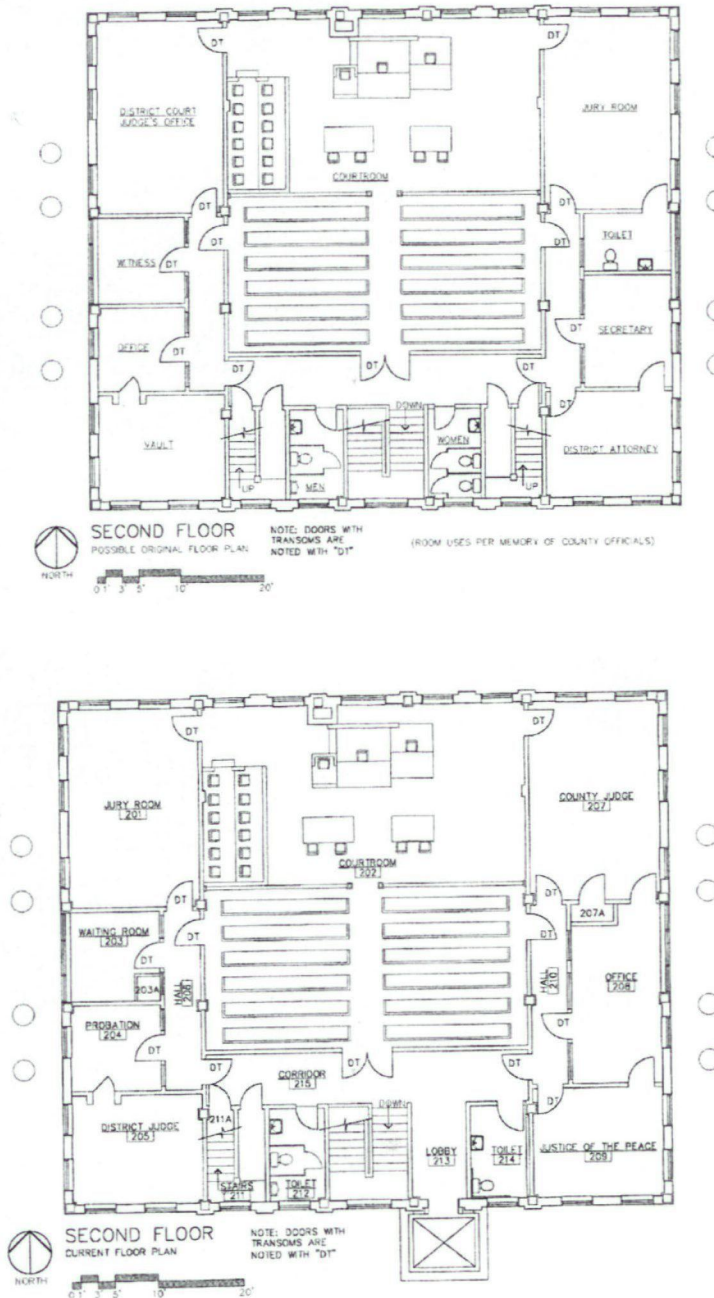 DT
DT
DISTRICT COURT
JUDGE'S OFFICE
JURY ROOM
COURTROOM
DT
DT
DT
DT
TOILET
WITNESS
DT
SECRETARY
OFFICE
DT
DT
DT
DT
DT
DT
DOWN
WOMEN
VAULT
DISTRICT ATTORNEY
UP
MEN
UP
SECOND FLOOR
POSSIBLE ORIGINAL FLOOR PLAN
NOTE: DOORS WITH
TRANSOMS ARE
NOTED WITH "DT"
(ROOM USES PER MEMORY OF COUNTY OFFICIALS)
NORTH
0 1' 3' 5' 10' 20'
DT
DT
JURY ROOM
201
COUNTY JUDGE
207
COURTROOM
202
DT
DT
207A
WAITING ROOM
203
DT
DT
DT
HALL
HALL
210
OFFICE
208
203A
PROBATION
204
DT
DT
DT
DT
DT
CORRIDOR
215
DT
DOWN
211A
DISTRICT JUDGE
205
LOBBY
213
TOILET
214
JUSTICE OF THE PEACE
209
STAIRS
211
TOILET
212
SECOND FLOOR
CURRENT FLOOR PLAN
NOTE: DOORS WITH
TRANSOMS ARE
NOTED WITH "DT"
NORTH
0 1' 3' 5' 10' 20'